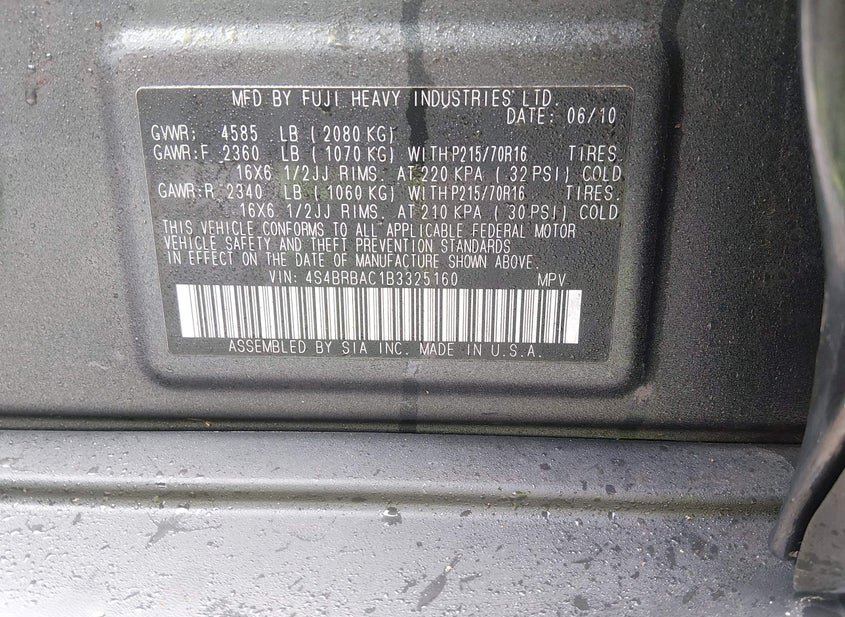 MFD BY FUJI HEAVY INDUSTRIES LTD.
DATE: 06/10
GVWR: 4585 LB ( 2080 KG)
GAWR:F 2360 LB ( 1070 KG) WITH P215/70R16 TIRES.
16X6 1/2JJ RIMS. AT 220 KPA ( 32 PSI) COLD
GAWR:R 2340 LB ( 1060 KG) WITH P215/70R16 TIRES.
16X6 1/2JJ RIMS. AT 210 KPA ( 30 PSI) COLD
THIS VEHICLE CONFORMS TO ALL APPLICABLE FEDERAL MOTOR
VEHICLE SAFETY AND THEFT PREVENTION STANDARDS
IN EFFECT ON THE DATE OF MANUFACTURE SHOWN ABOVE.
VIN: 4S4BRBAC1B3325160 MPV
ASSEMBLED BY SIA INC. MADE IN U.S.A.